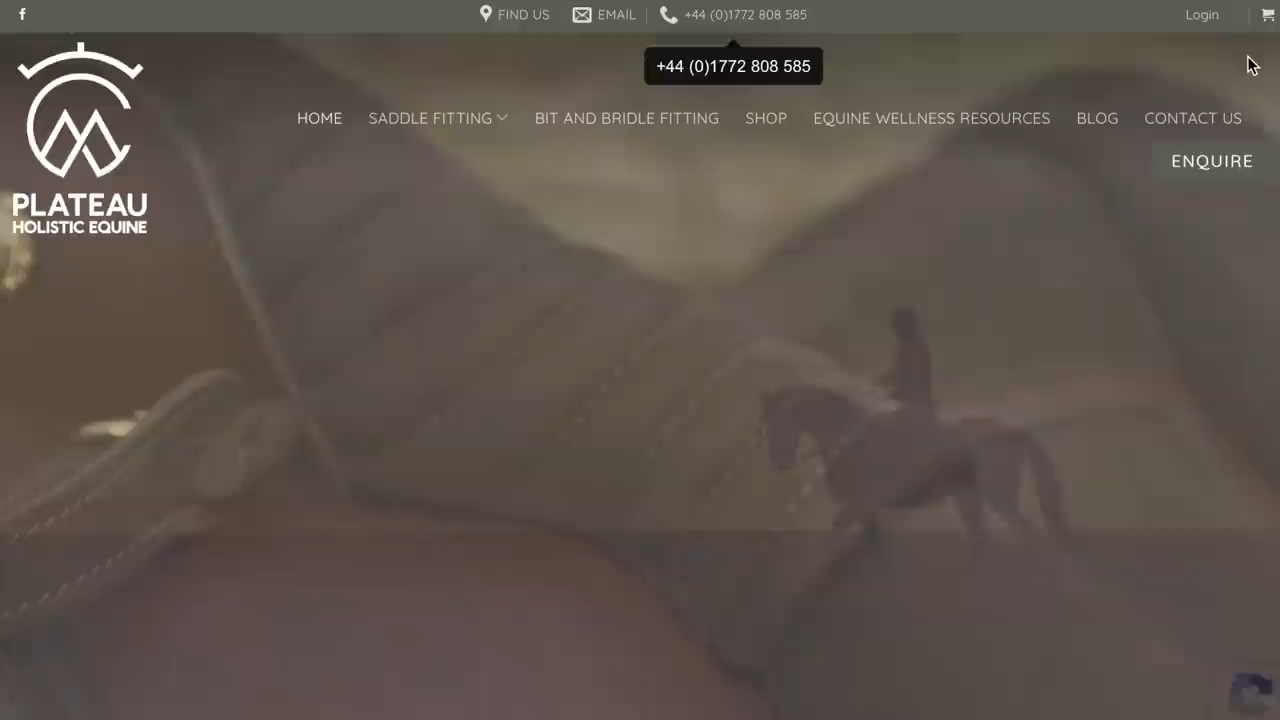 FIND US
EMAIL
+44 (0)1772 808 585
Login
+44 (0)1772 808 585
HOME
SADDLE FITTING
BIT AND BRIDLE FITTING
SHOP
EQUINE WELLNESS RESOURCES
BLOG
CONTACT US
ENQUIRE
PLATEAU
HOLISTIC EQUINE